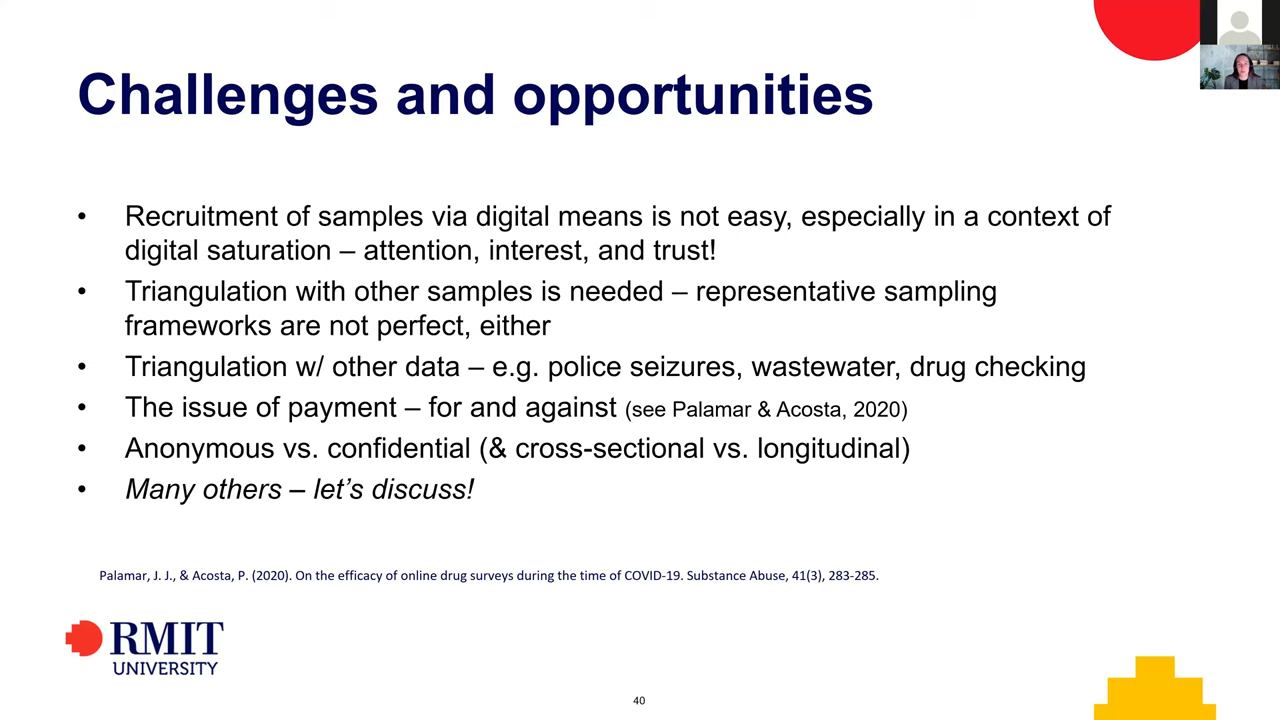 Challenges and opportunities
• Recruitment of samples via digital means is not easy, especially in a context of
digital saturation – attention, interest, and trust!
• Triangulation with other samples is needed – representative sampling
frameworks are not perfect, either
• Triangulation w/ other data – e.g. police seizures, wastewater, drug checking
• The issue of payment – for and against (see Palamar & Acosta, 2020)
• Anonymous vs. confidential (& cross-sectional vs. longitudinal)
• Many others – let’s discuss!
Palamar, J. J., & Acosta, P. (2020). On the efficacy of online drug surveys during the time of COVID-19. Substance Abuse, 41(3), 283-285.
RMIT
UNIVERSITY
40